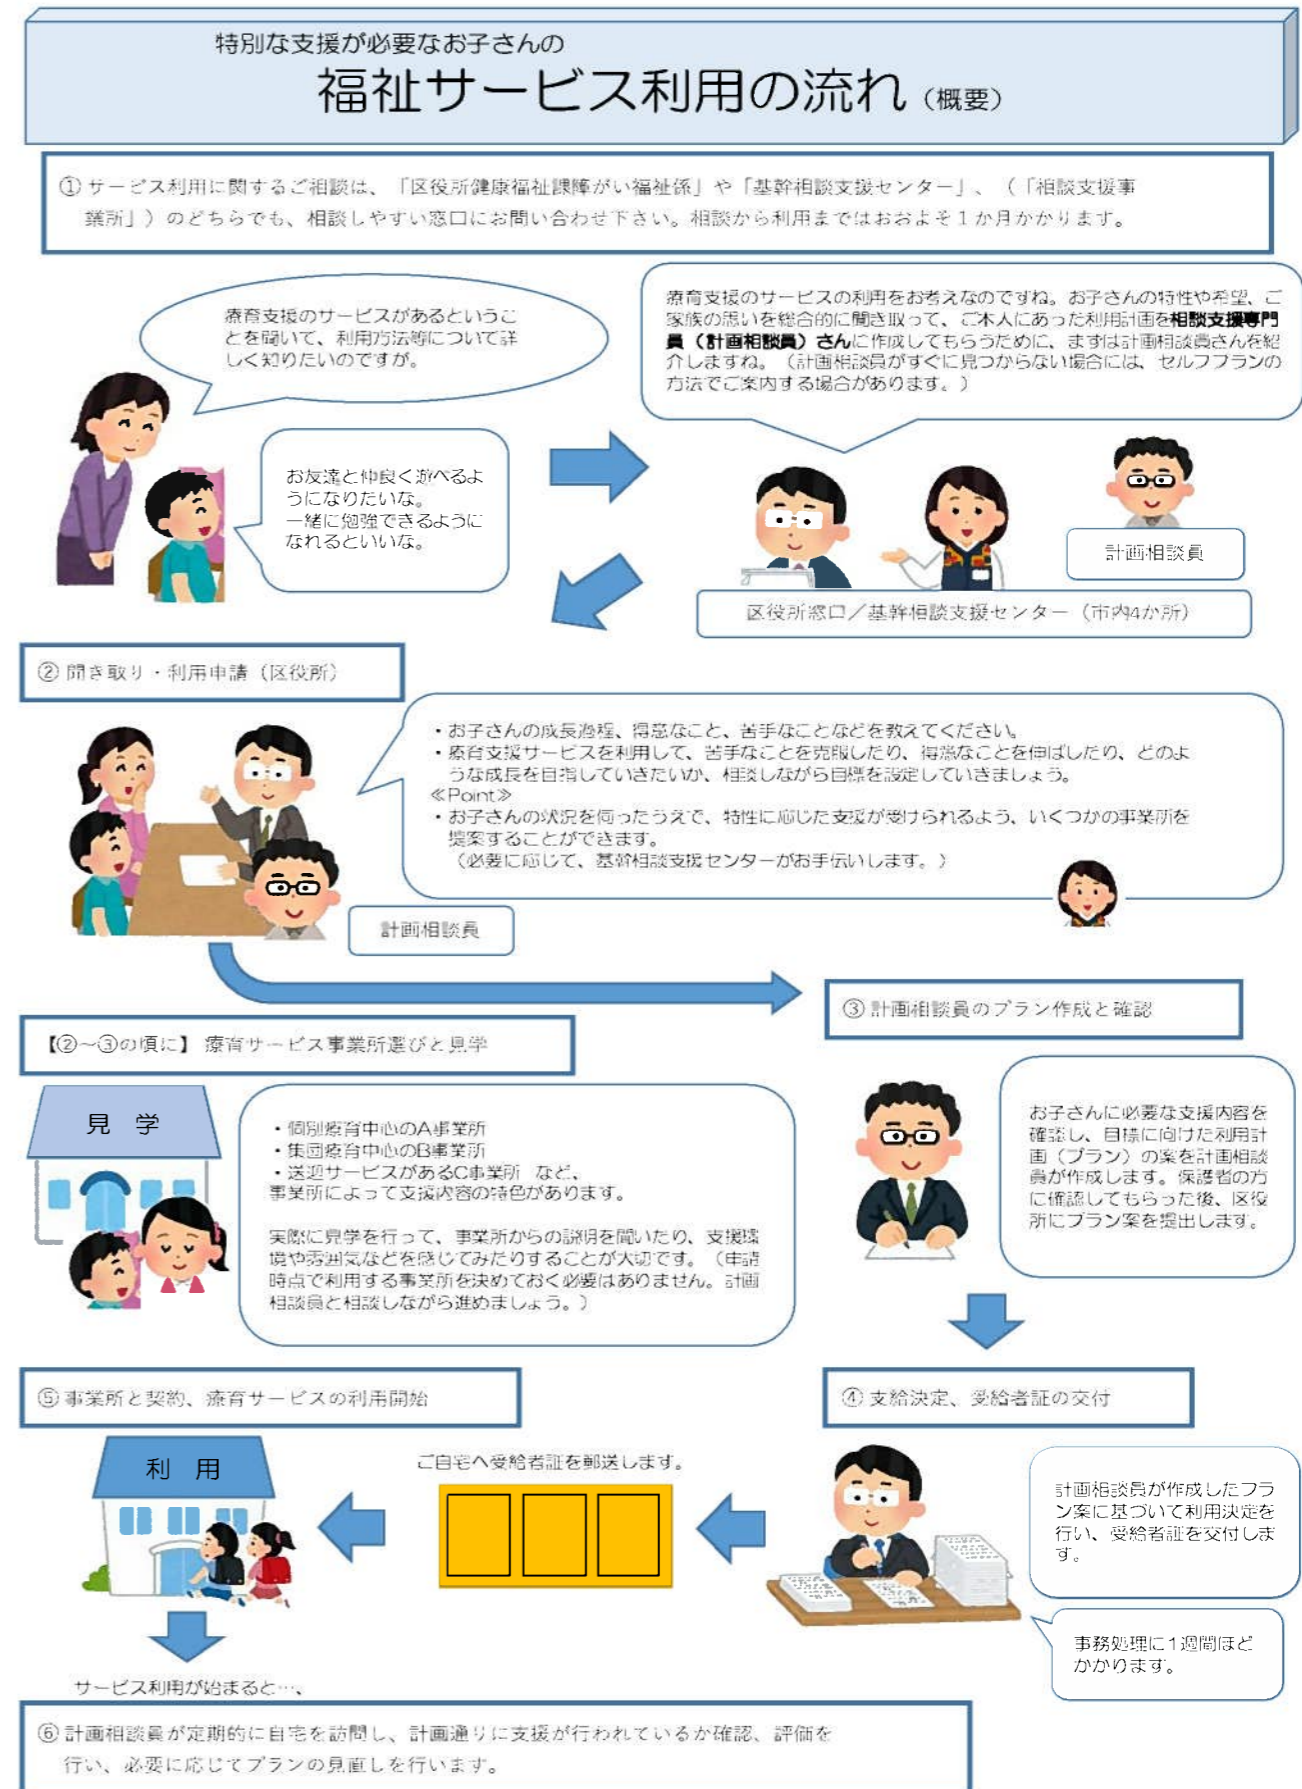 特別な支援が必要なお子さんの
福祉サービス利用の流れ（概要）
① サービス利用に関するご相談は、「区役所健康福祉課障がい福祉係」や「基幹相談支援センター」、（「相談支援事
業所」）のどちらでも、相談しやすい窓口にお問い合わせ下さい。相談から利用まではおおよそ１か月かかります。
療育支援のサービスがあるというこ
とを聞いて、利用方法等について詳
しく知りたいのですが。
療育支援のサービスの利用をお考えなのですね。お子さんの特性や希望、ご
家族の思いを総合的に聞き取って、ご本人にあった利用計画を相談支援専門
員（計画相談員）さんに作成してもらうために、まずは計画相談員さんを紹
介しますね。（計画相談員がすぐに見つからない場合には、セルフプランの
方法でご案内する場合があります。）
お友達と仲良く遊べるよ
うになりたいな。
一緒に勉強できるように
なれるといいな。
計画相談員
区役所窓口／基幹相談支援センター（市内4か所）
② 聞き取り・利用申請（区役所）
・お子さんの成長過程、得意なこと、苦手なことなどを教えてください。
・療育支援サービスを利用して、苦手なことを克服したり、得意なことを伸ばしたり、どのよ
うな成長を目指していきたいか、相談しながら目標を設定していきましょう。
≪Point≫
・お子さんの状況を伺ったうえで、特性に応じた支援が受けられるよう、いくつかの事業所を
提案することができます。
（必要に応じて、基幹相談支援センターがお手伝いします。）
計画相談員
③ 計画相談員のプラン作成と確認
【②～③の頃に】 療育サービス事業所選びと見学
見 学
・個別療育中心のA事業所
・集団療育中心のB事業所
・送迎サービスがあるC事業所 など、
事業所によって支援内容の特色があります。
実際に見学を行って、事業所からの説明を聞いたり、支援環
境や雰囲気などを感じてみたりすることが大切です。（申請
時点で利用する事業所を決めておく必要はありません。計画
相談員と相談しながら進めましょう。）
お子さんに必要な支援内容を
確認し、目標に向けた利用計
画（プラン）の案を計画相談
員が作成します。保護者の方
に確認してもらった後、区役
所にプラン案を提出します。
⑤ 事業所と契約、療育サービスの利用開始
④ 支給決定、受給者証の交付
利 用
ご自宅へ受給者証を郵送します。
計画相談員が作成したプラ
ン案に基づいて利用決定を
行い、受給者証を交付しま
す。
事務処理に1週間ほど
かかります。
サービス利用が始まると…、
⑥ 計画相談員が定期的に自宅を訪問し、計画通りに支援が行われているか確認、評価を
行い、必要に応じてプランの見直しを行います。